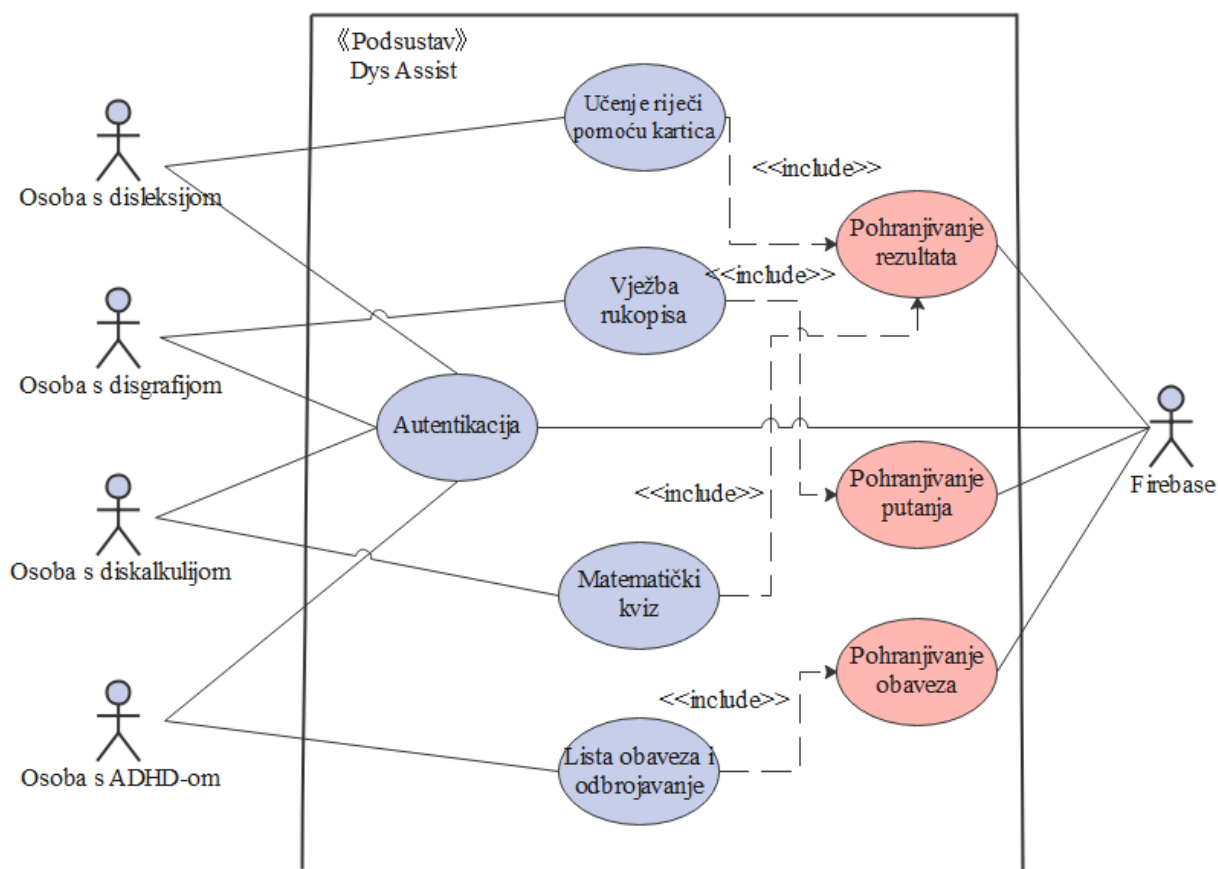 《Podsustav》
Dys Assist
Učenje riječi
pomoću kartica
<<include>>
Osoba s disleksijom
Pohranjivanje
rezultata
<<include>>
Vježba
rukopisa
Osoba s disgrafijom
Autentikacija
Firebase
<<include>>
Pohranjivanje
putanja
Osoba s diskalkulijom
Matematički
kviz
Pohranjivanje
obaveza
<<include>>
Osoba s ADHD-om
Lista obaveza i
odbrojavanje